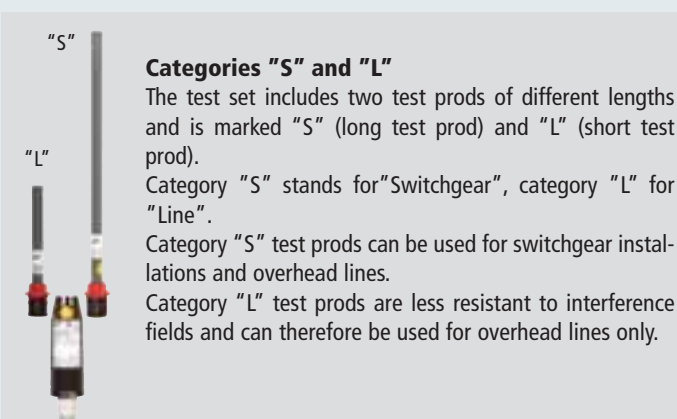 “S”
“L”
Categories ”S” and ”L”
The test set includes two test prods of different lengths
and is marked “S” (long test prod) and “L” (short test
prod).
Category “S” stands for”Switchgear”, category “L” for
”Line”.
Category “S” test prods can be used for switchgear instal-
lations and overhead lines.
Category “L” test prods are less resistant to interference
fields and can therefore be used for overhead lines only.